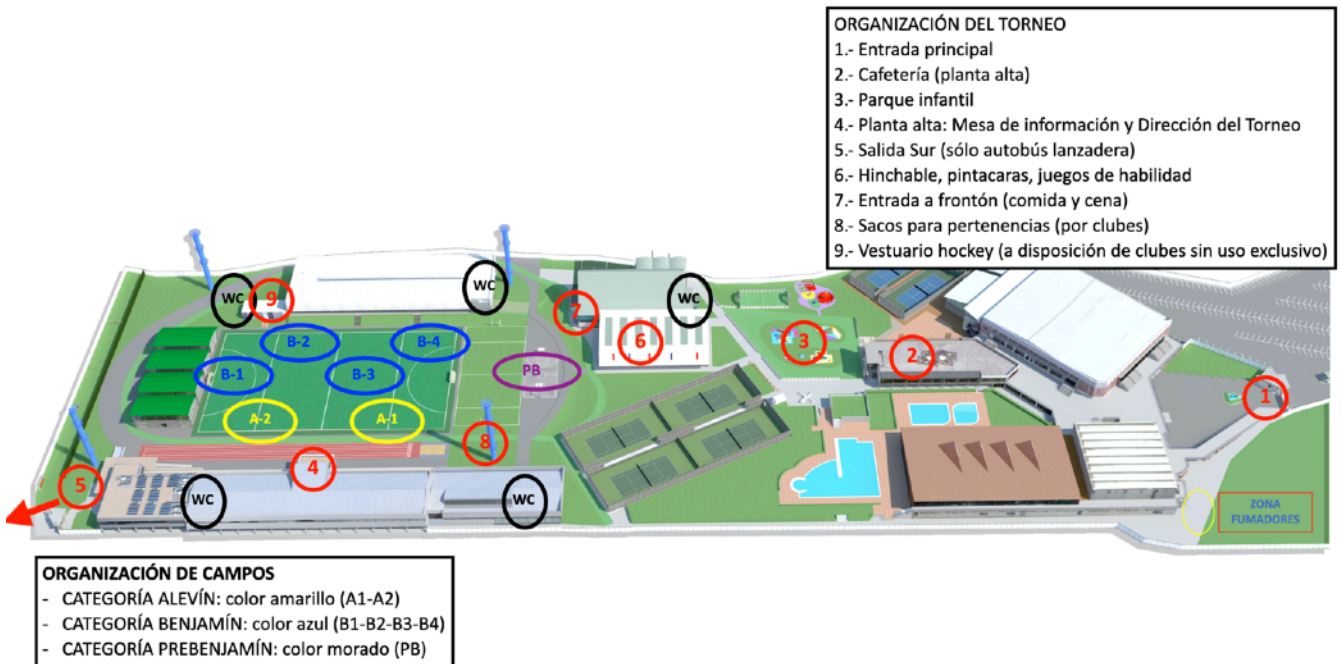 ORGANIZACIÓN DEL TORNEO
1.- Entrada principal
2.- Cafetería (planta alta)
3.- Parque infantil
4.- Planta alta: Mesa de información y Dirección del Torneo
5.- Salida Sur (sólo autobús lanzadera)
6.- Hinchable, pintacaras, juegos de habilidad
7.- Entrada a frontón (comida y cena)
8.- Sacos para pertenencias (por clubes)
9.- Vestuario hockey (a disposición de clubes sin uso exclusivo)
WC
9
WC
7
WC
B-2
B-4
6
3
2
B-1
B-3
PB
1
A-2
A-1
8
4
5
WC
WC
ZONA
FUMADORES
ORGANIZACIÓN DE CAMPOS
- CATEGORÍA ALEVÍN: color amarillo (A1-A2)
- CATEGORÍA BENJAMÍN: color azul (B1-B2-B3-B4)
- CATEGORÍA PREBENJAMÍN: color morado (PB)